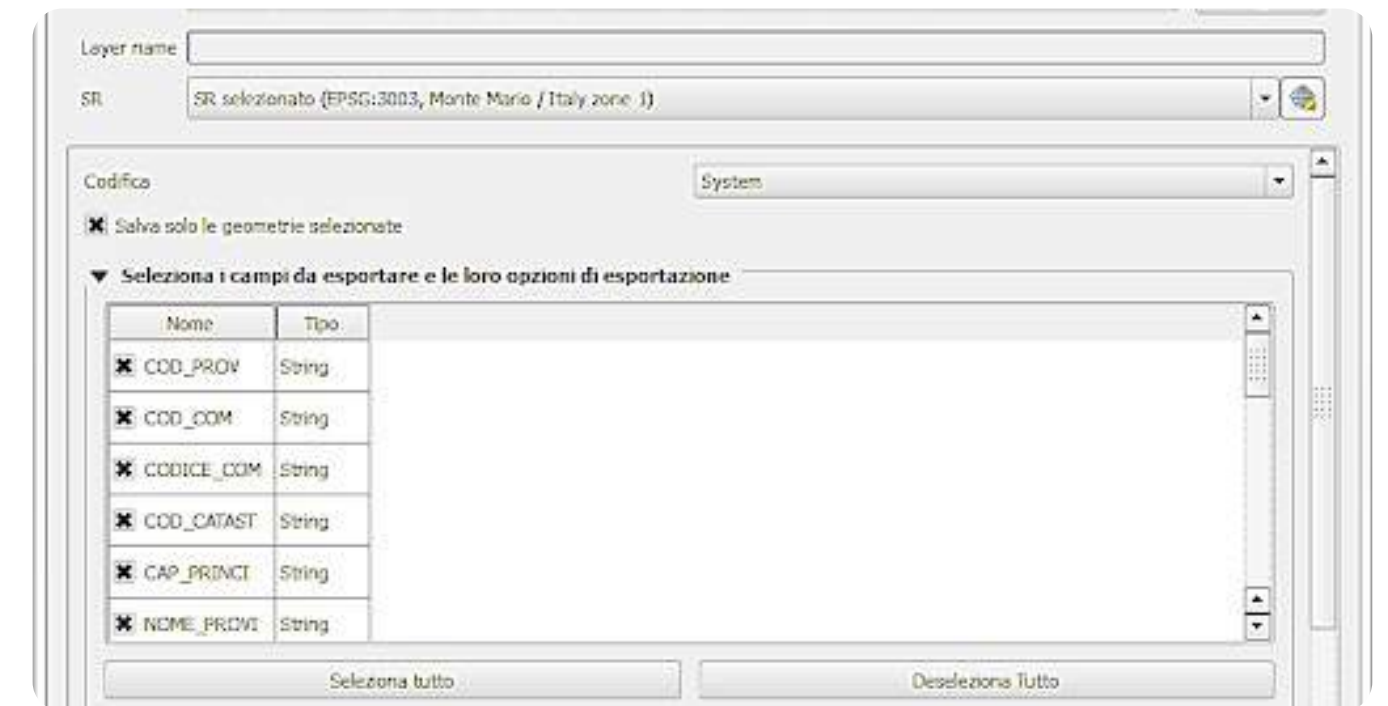 Layer name
SR SR selezionato (EPSG:3003, Monte Mario / Italy zone 1)
Codifica System
Salva solo le geometrie selezionate
Seleziona i campi da esportare e le loro opzioni di esportazione
Nome Tipo
COD_PROV String
COD_COM String
CODICE_COM String
COD_CATAST String
CAP_PRINCI String
NOME_PROVI String
Seleziona tutto Deseleziona Tutto